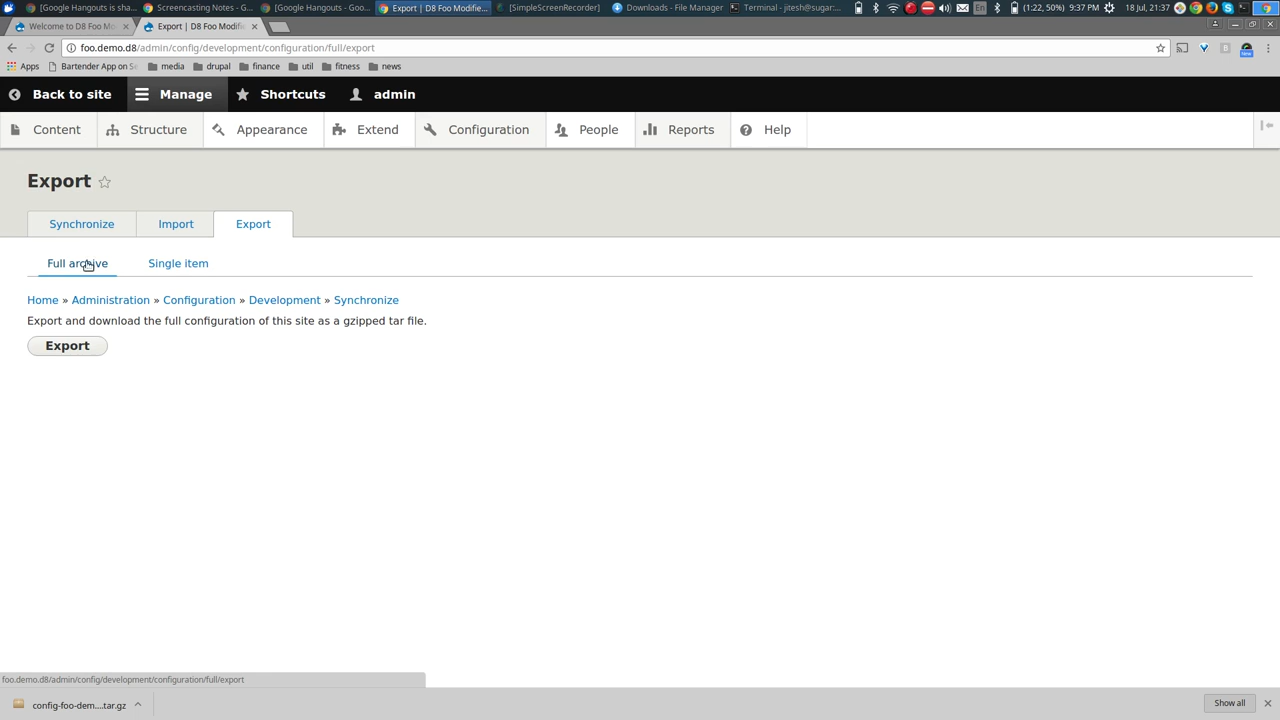 [Google Hangouts is sha...
Screencasting Notes - G...
[Google Hangouts - Goo...
Export | D8 Foo Modifie...
[SimpleScreenRecorder]
Downloads - File Manager
Terminal - jitesh@sugar:...
En
(1:22, 50%)
9:37 PM
18 Jul, 21:37
Welcome to D8 Foo Mo
Export | D8 Foo Modifie
foo.demo.d8/admin/config/development/configuration/full/export
Apps
Bartender App on Se
media
drupal
finance
util
fitness
news
Back to site
Manage
Shortcuts
admin
Content
Structure
Appearance
Extend
Configuration
People
Reports
Help
Export
Synchronize
Import
Export
Full archive
Single item
Home » Administration » Configuration » Development » Synchronize
Export and download the full configuration of this site as a gzipped tar file.
Export
foo.demo.d8/admin/config/development/configuration/full/export
config-foo-dem....tar.gz
Show all